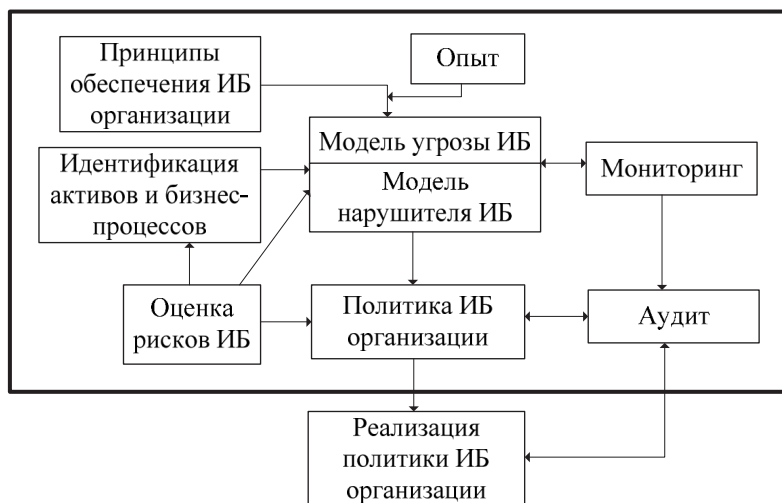 Принципы
обеспечения ИБ
организации
Опыт
Модель угрозы ИБ
Модель
нарушителя ИБ
Мониторинг
Идентификация
активов и бизнес-
процессов
Оценка
рисков ИБ
Политика ИБ
организации
Аудит
Реализация
политики ИБ
организации